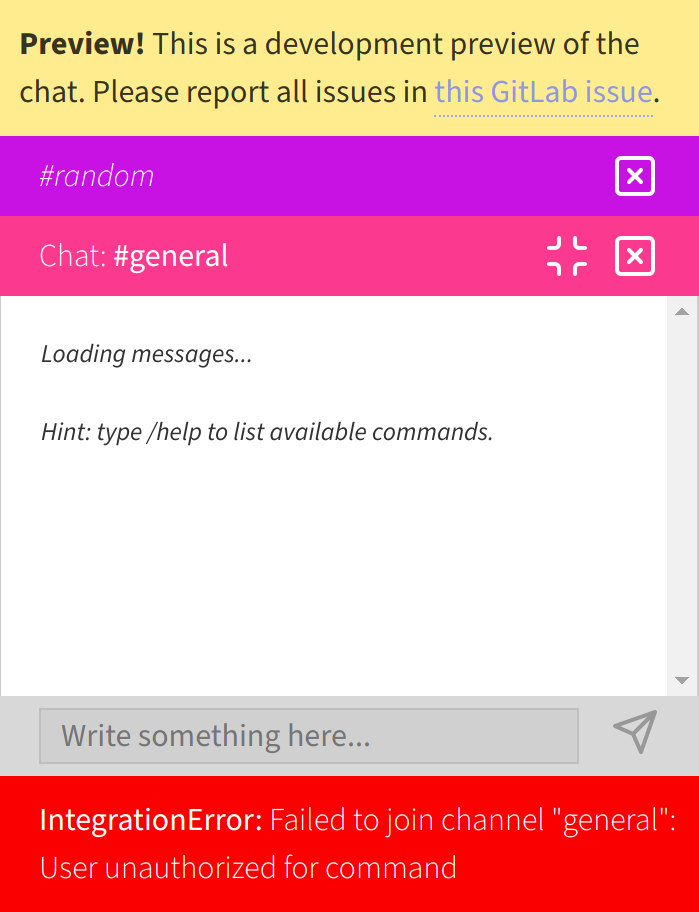 Preview! This is a development preview of the
chat. Please report all issues in this GitLab issue.
#random
Chat: #general
Loading messages...
Hint: type /help to list available commands.
Write something here...
IntegrationError: Failed to join channel "general":
User unauthorized for command